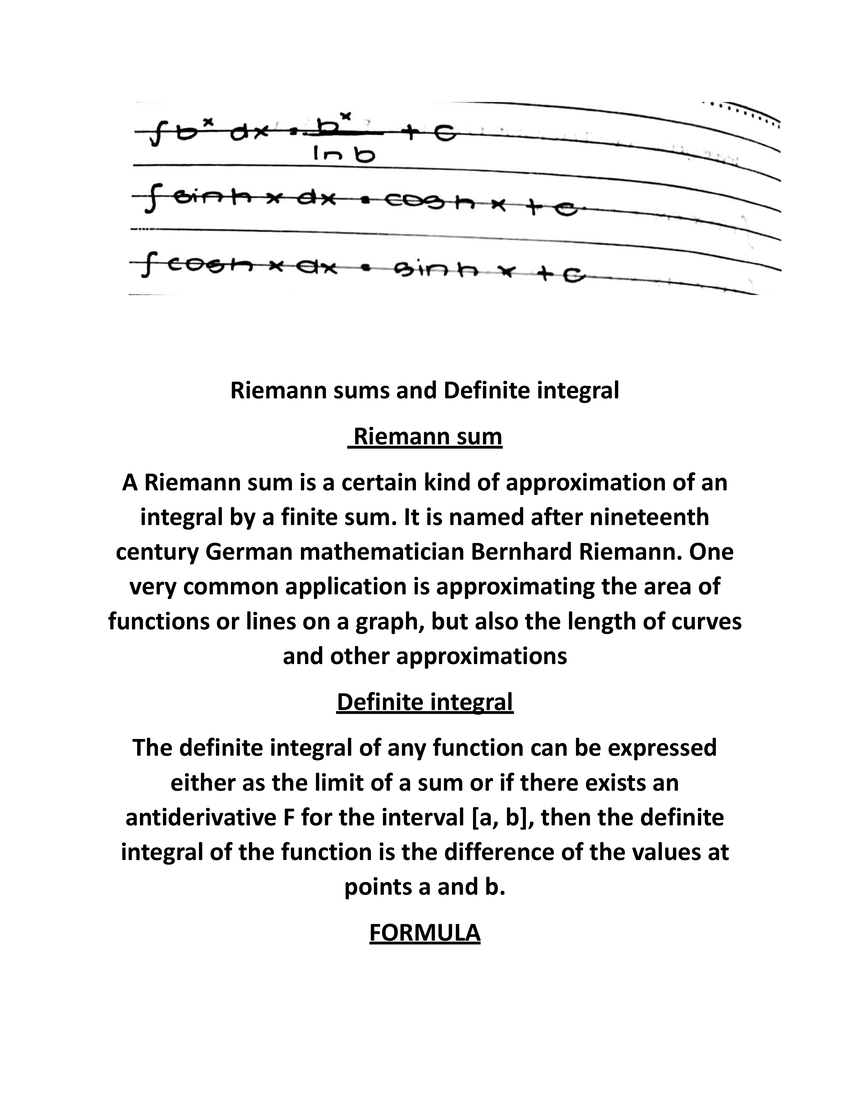 ∫ b^x dx = b^x / ln b + C
∫ sinh x dx = cosh x + C
∫ cosh x dx = sinh x + C
Riemann sums and Definite integral
Riemann sum
A Riemann sum is a certain kind of approximation of an
integral by a finite sum. It is named after nineteenth
century German mathematician Bernhard Riemann. One
very common application is approximating the area of
functions or lines on a graph, but also the length of curves
and other approximations
Definite integral
The definite integral of any function can be expressed
either as the limit of a sum or if there exists an
antiderivative F for the interval [a, b], then the definite
integral of the function is the difference of the values at
points a and b.
FORMULA